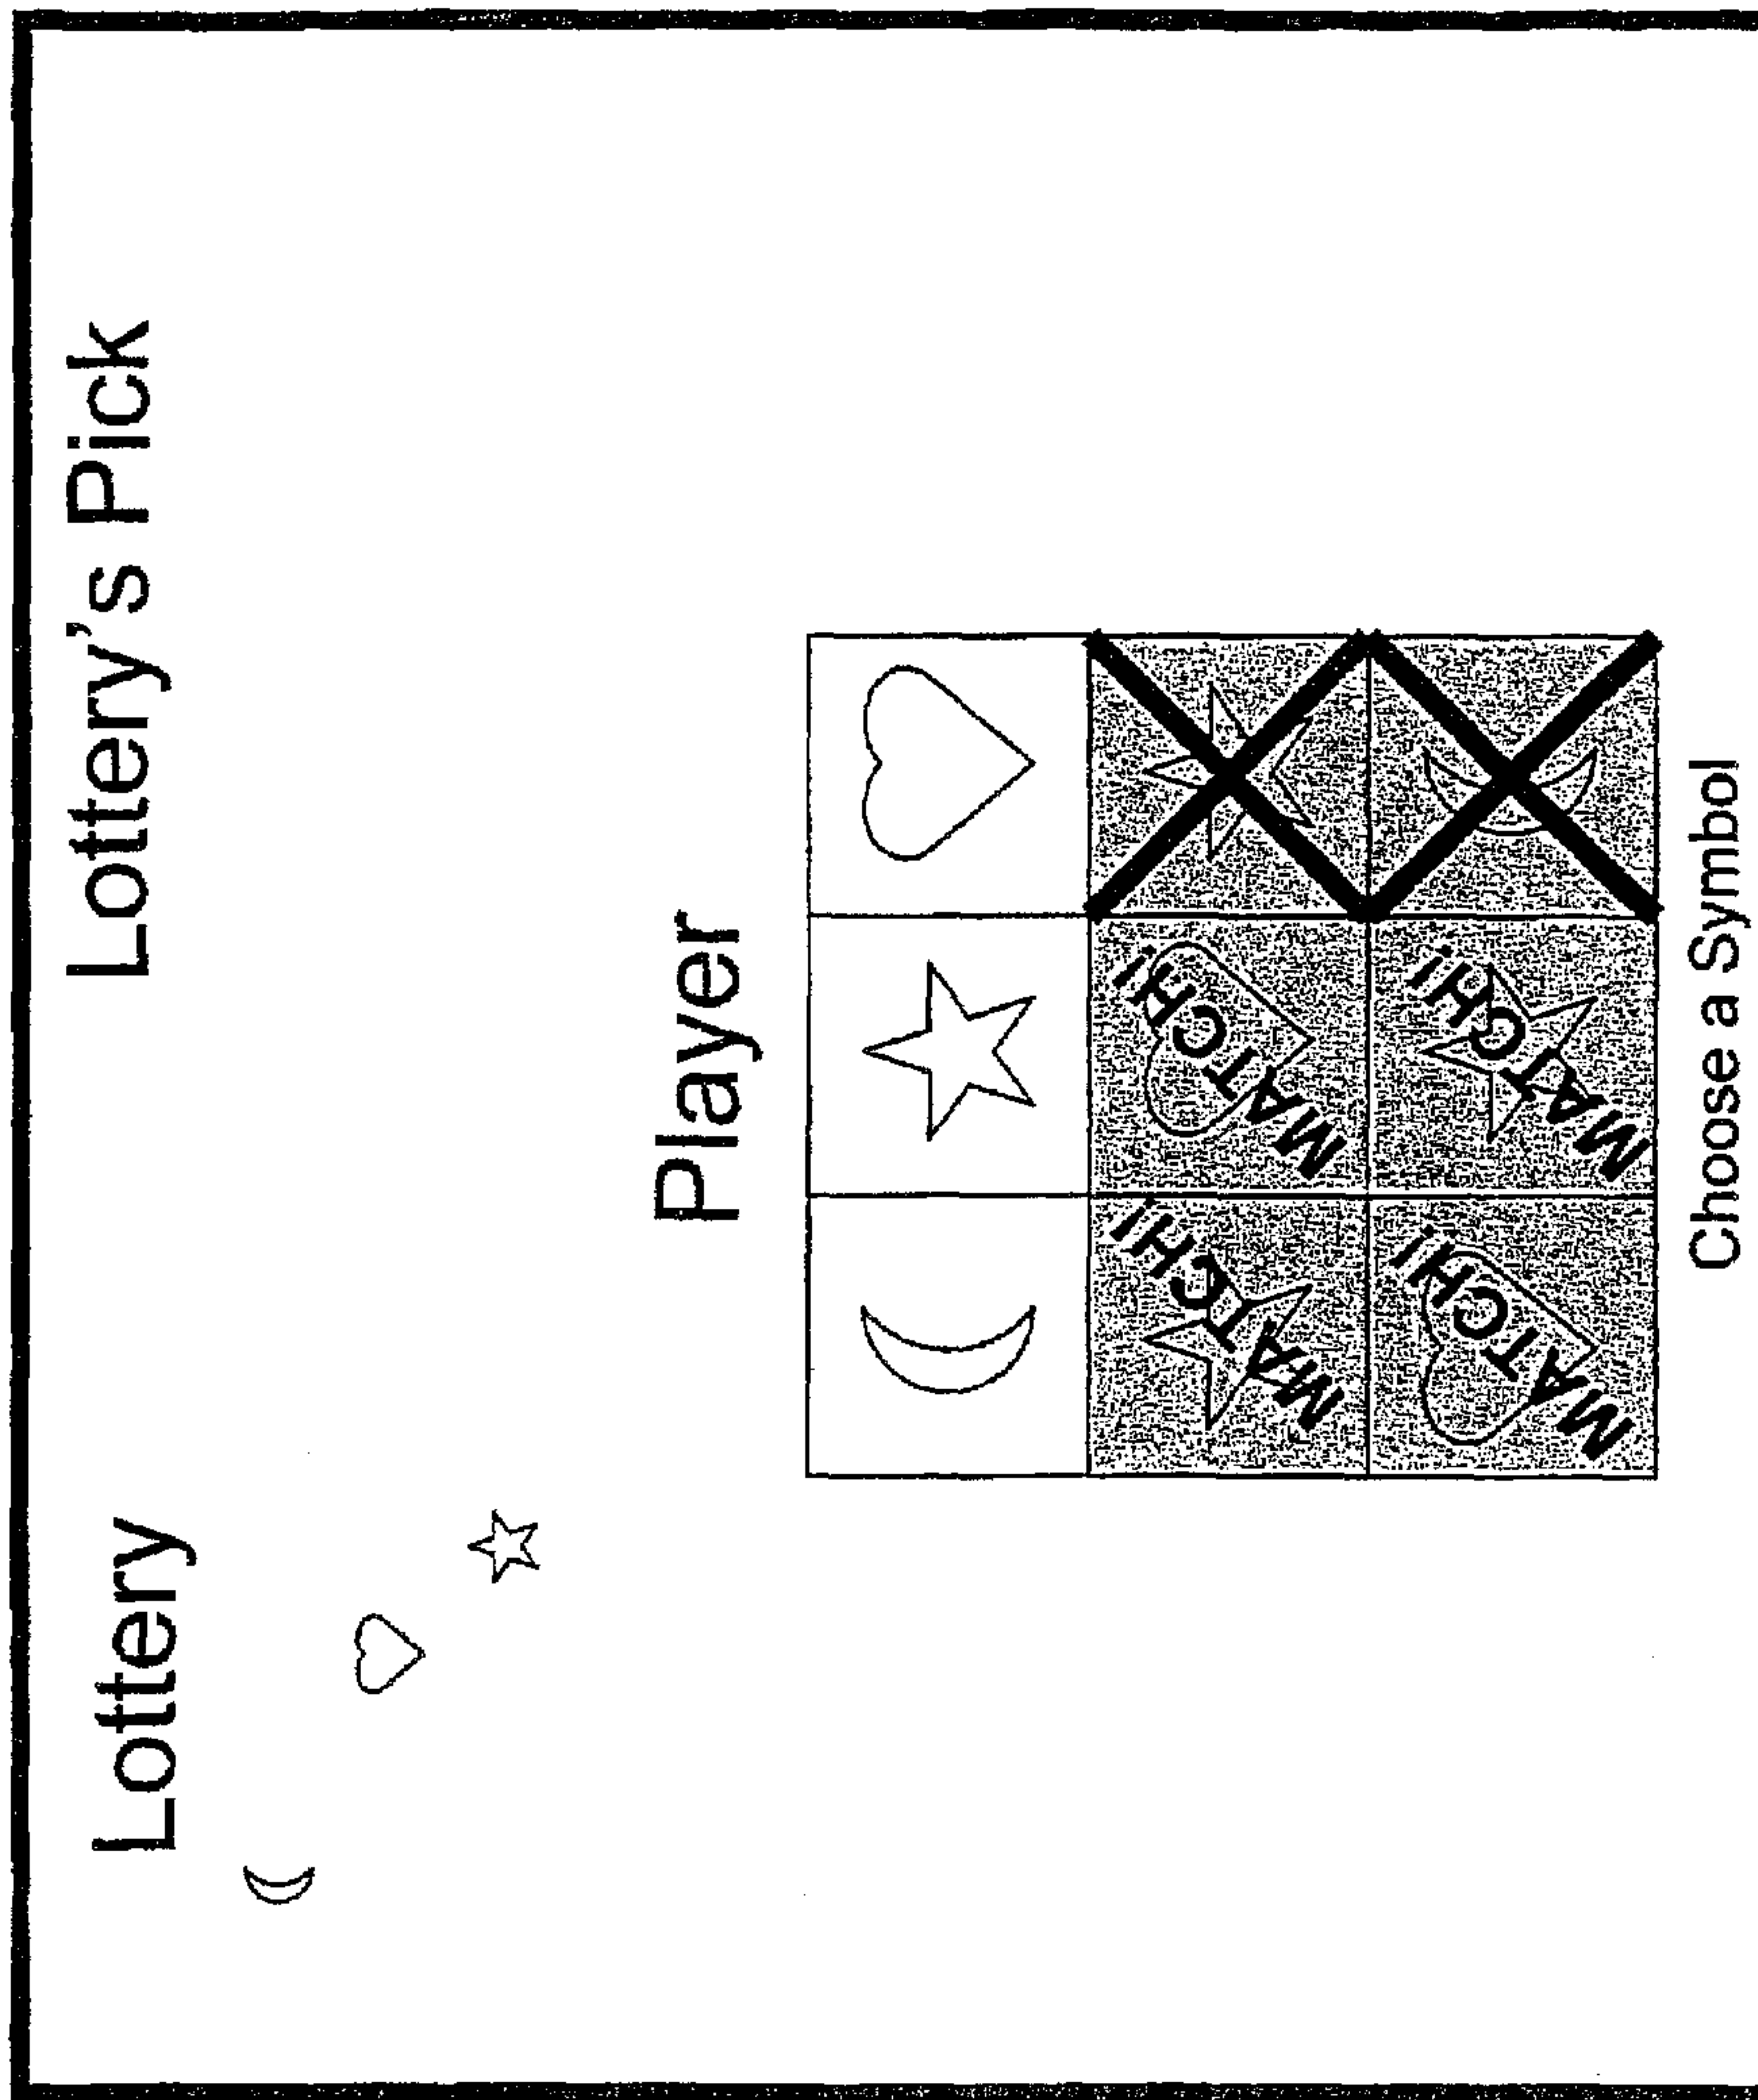 Lottery
Lottery's Pick
Player
MATCH!
MATCH!
MATCH!
MATCH!
Choose a Symbol